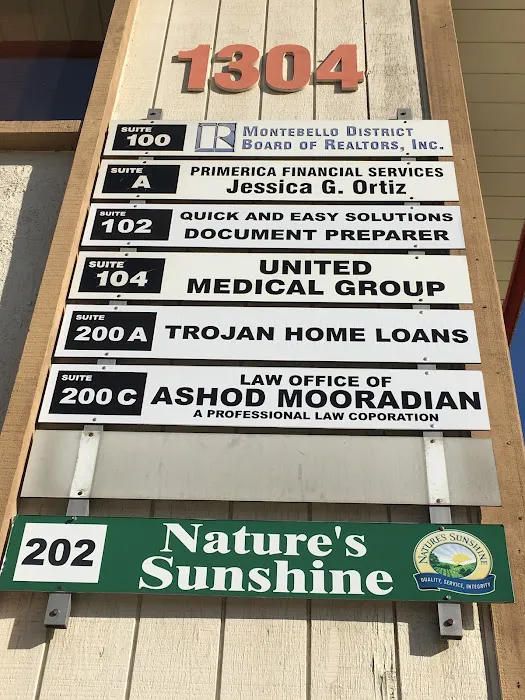 1304
SUITE
100
R
MONTEBELLO DISTRICT
BOARD OF REALTORS, INC.
SUITE
A
PRIMERICA FINANCIAL SERVICES
Jessica G. Ortiz
SUITE
102
QUICK AND EASY SOLUTIONS
DOCUMENT PREPARER
SUITE
104
UNITED
MEDICAL GROUP
SUITE
200 A
TROJAN HOME LOANS
SUITE
200 C
LAW OFFICE OF
ASHOD MOORADIAN
A PROFESSIONAL LAW COPORATION
202
Nature's
Sunshine
NATURE'S SUNSHINE
QUALITY, SERVICE, INTEGRITY